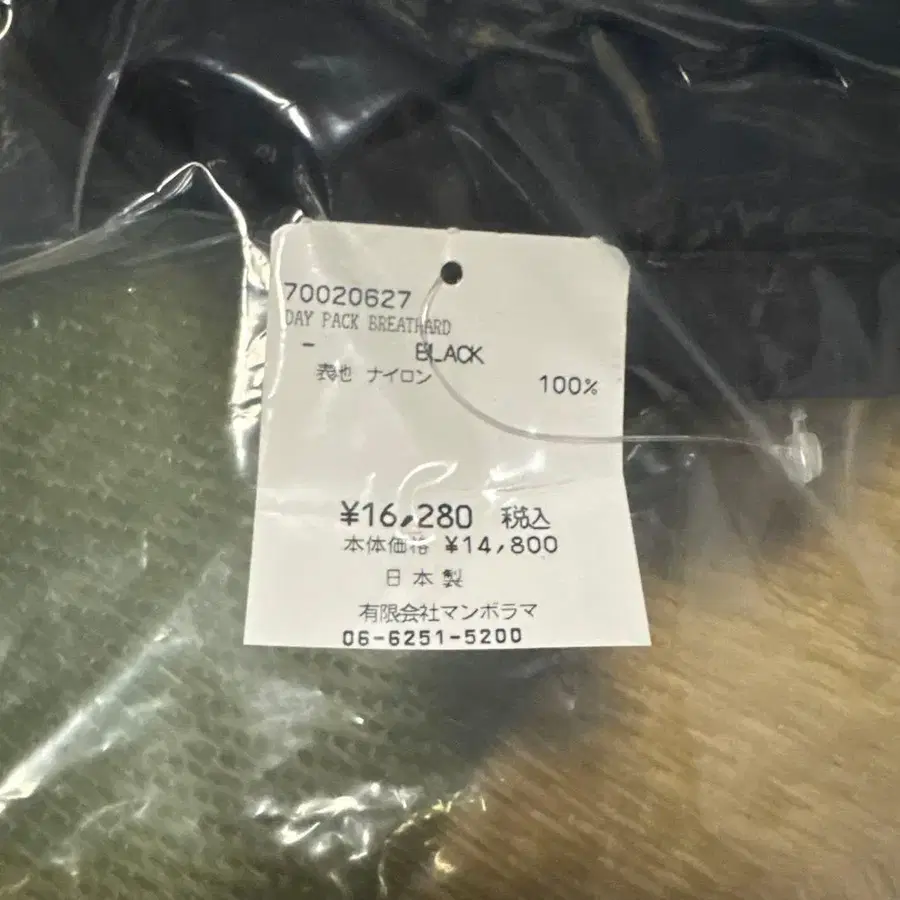 70020627
DAY PACK BREATHARD
- BLACK
表地 ナイロン 100%
¥16,280 税込
本体価格 ¥14,800
日本製
有限会社マンボラマ
06-6251-5200